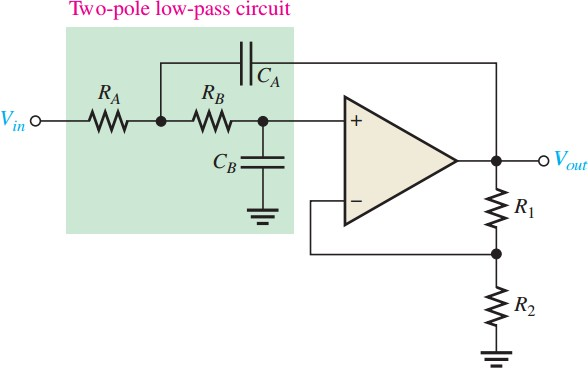 Two-pole low-pass circuit
C_A
R_A
R_B
V_in
+
V_out
C_B
−
R_1
R_2